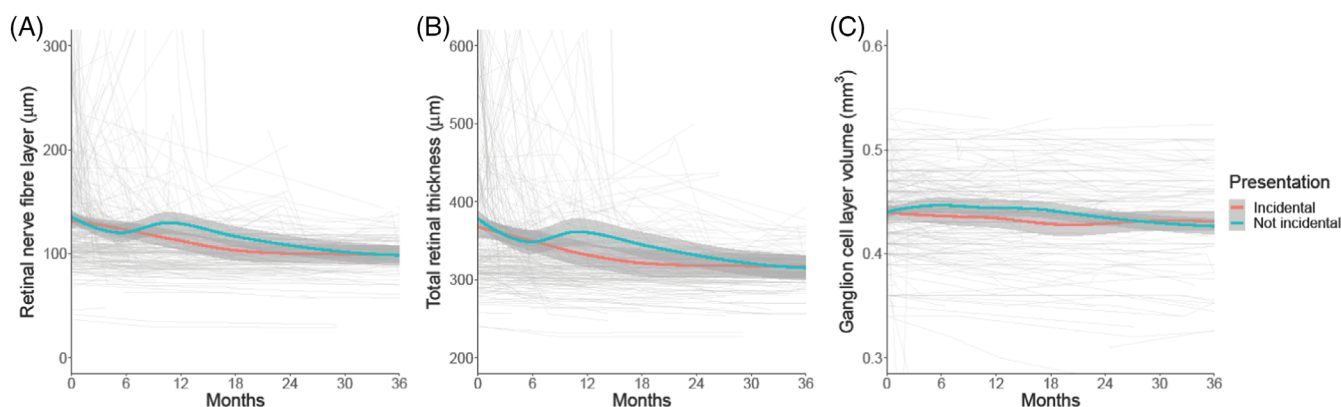 (A)
Retinal nerve fibre layer (μm)
300
200
100
0
0 6 12 18 24 30 36
Months
(B)
Total retinal thickness (μm)
600
500
400
300
200
0 6 12 18 24 30 36
Months
(C)
Ganglion cell layer volume (mm³)
0.6
0.5
0.4
0.3
0 6 12 18 24 30 36
Months
Presentation
Incidental
Not incidental